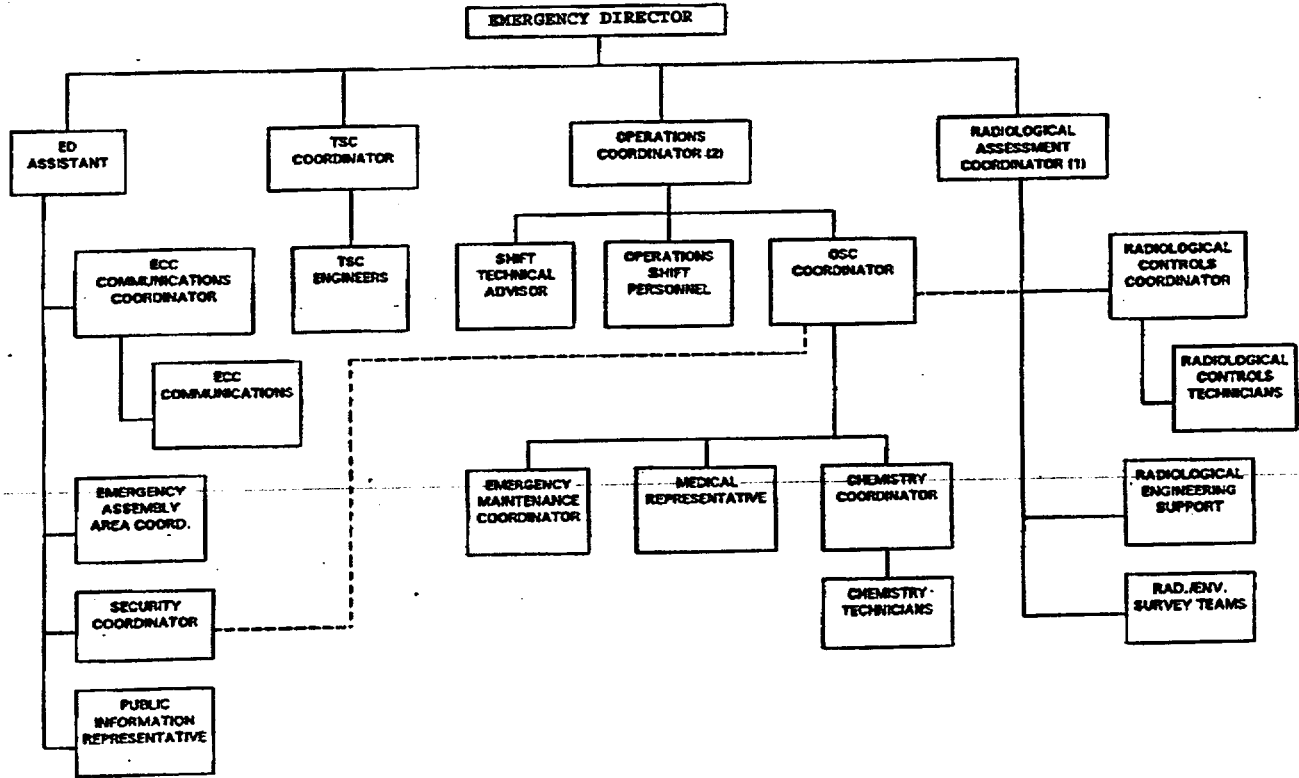 EMERGENCY DIRECTOR
ED
ASSISTANT
TSC
COORDINATOR
OPERATIONS
COORDINATOR (2)
RADIOLOGICAL
ASSESSMENT
COORDINATOR (1)
ECC
COMMUNICATIONS
COORDINATOR
TSC
ENGINEERS
SHIFT
TECHNICAL
ADVISOR
OPERATIONS
SHIFT
PERSONNEL
OSC
COORDINATOR
RADIOLOGICAL
CONTROLS
COORDINATOR
ECC
COMMUNICATIONS
RADIOLOGICAL
CONTROLS
TECHNICIANS
EMERGENCY
ASSEMBLY
AREA COORD.
EMERGENCY
MAINTENANCE
COORDINATOR
MEDICAL
REPRESENTATIVE
CHEMISTRY
COORDINATOR
RADIOLOGICAL
ENGINEERING
SUPPORT
SECURITY
COORDINATOR
CHEMISTRY
TECHNICIANS
RAD./ENV.
SURVEY TEAMS
PUBLIC
INFORMATION
REPRESENTATIVE